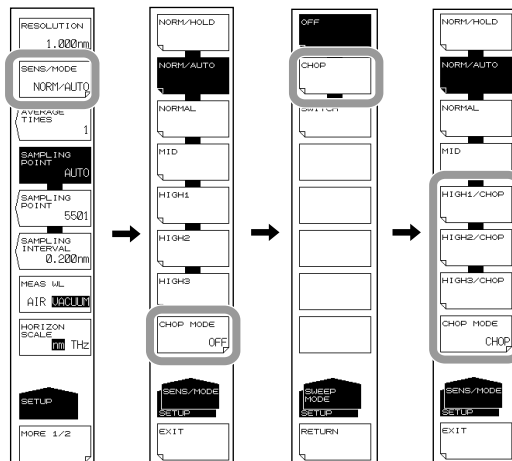 RESOLUTION
1.000nm
SENS/MODE
NORM/AUTO
AVERAGE
TIMES
1
SAMPLING
POINT
AUTO
SAMPLING
POINT
5501
SAMPLING
INTERVAL
0.200nm
MEAS WL
AIR VACUUM
HORIZON
SCALE
nm THz
SETUP
MORE 1/2
NORM/HOLD
NORM/AUTO
NORMAL
MID
HIGH1
HIGH2
HIGH3
CHOP MODE
OFF
SENS/MODE
SETUP
EXIT
OFF
CHOP
SWITCH
SWEEP
MODE
SETUP
RETURN
NORM/HOLD
NORM/AUTO
NORMAL
MID
HIGH1/CHOP
HIGH2/CHOP
HIGH3/CHOP
CHOP MODE
CHOP
SENS/MODE
SETUP
EXIT